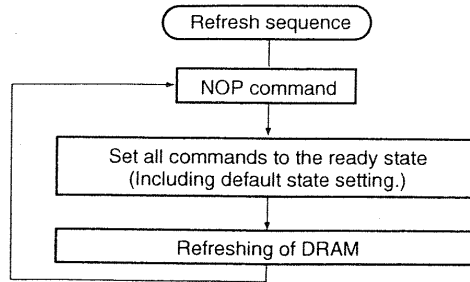 Refresh sequence
NOP command
Set all commands to the ready state
(Including default state setting.)
Refreshing of DRAM